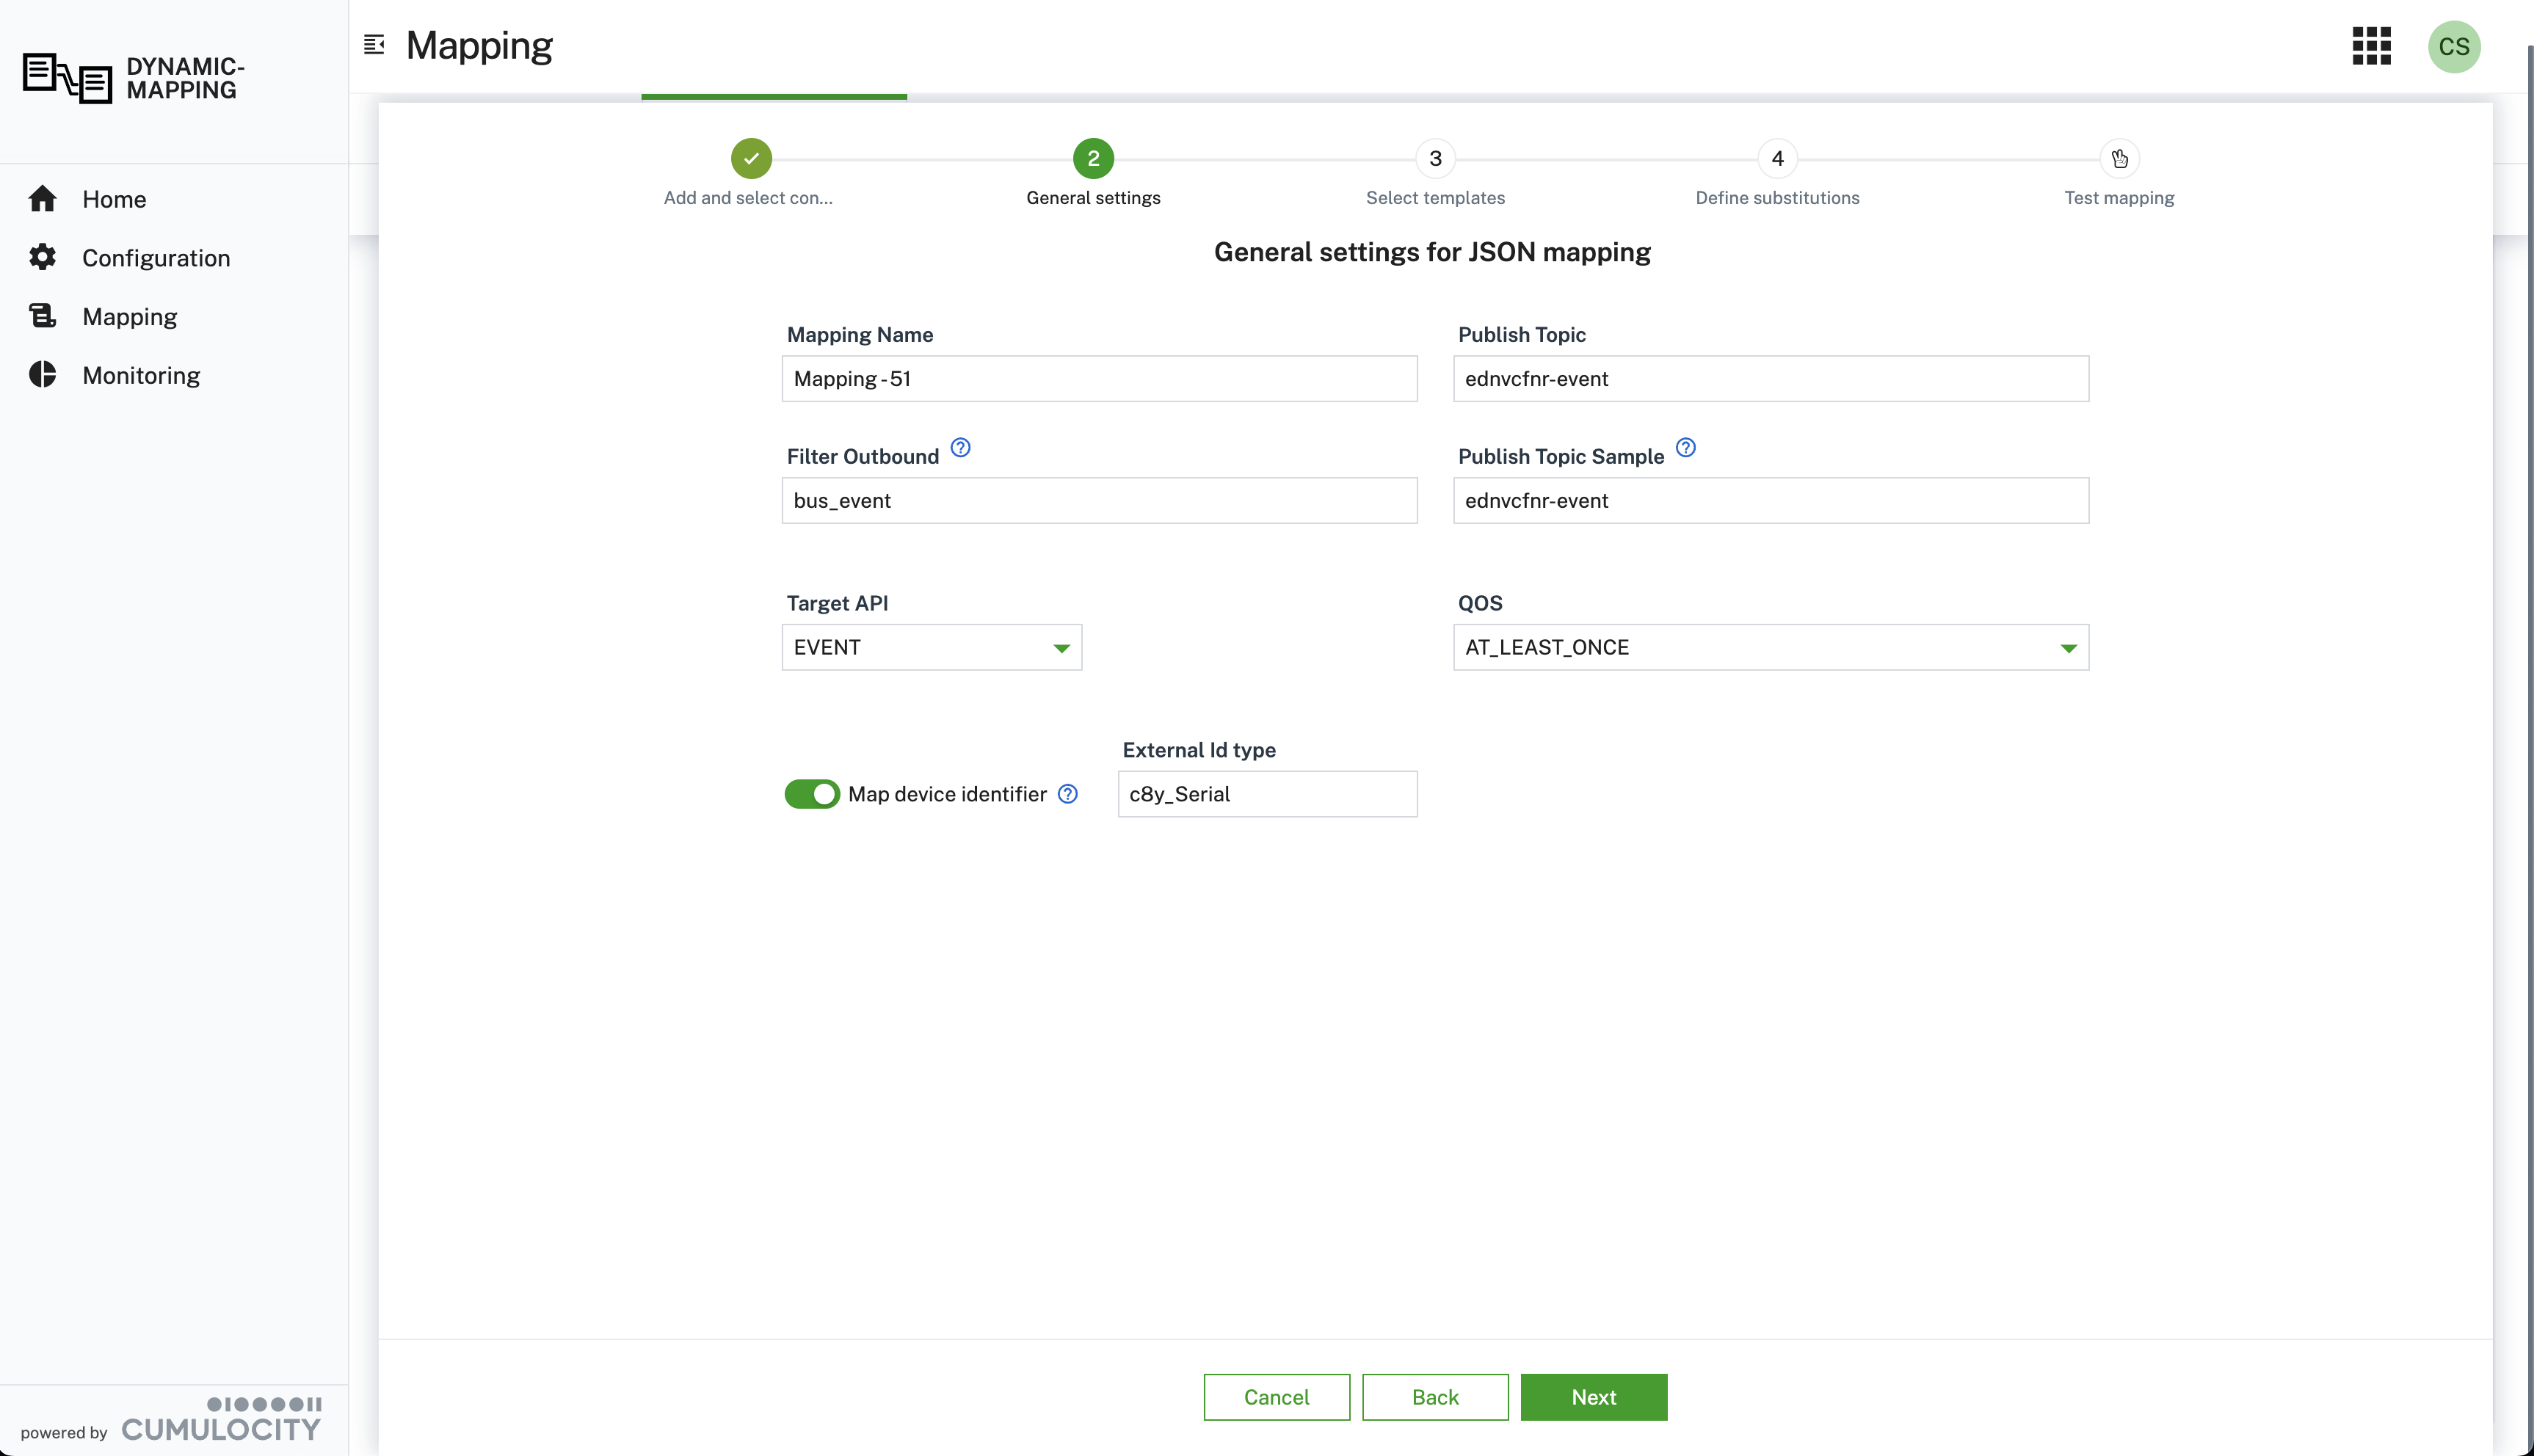 DYNAMIC-
MAPPING
Mapping
CS
Home
Configuration
Mapping
Monitoring
2
3
4
Add and select con...
General settings
Select templates
Define substitutions
Test mapping
General settings for JSON mapping
Mapping Name
Publish Topic
Mapping - 51
ednvcfnr-event
Filter Outbound
Publish Topic Sample
bus_event
ednvcfnr-event
Target API
QOS
EVENT
AT_LEAST_ONCE
External Id type
Map device identifier
c8y_Serial
Cancel
Back
Next
powered by CUMULOCITY